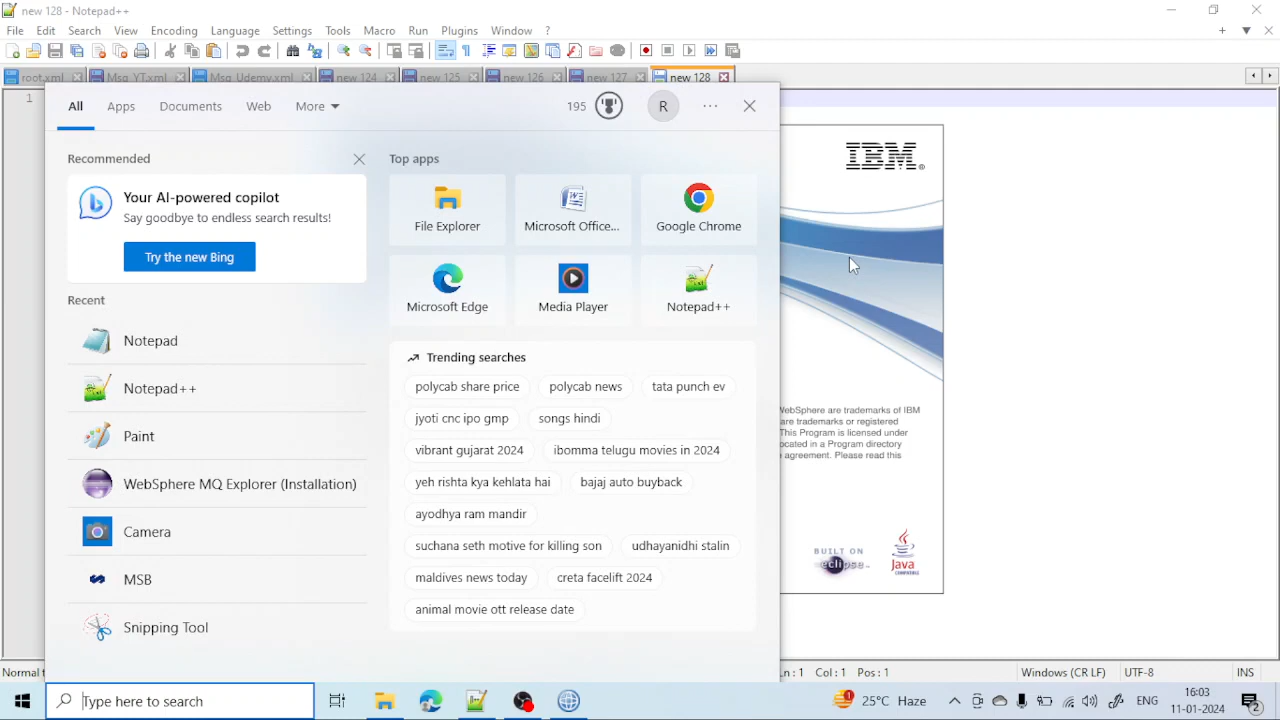 new 128 - Notepad++
File Edit Search View Encoding Language Settings Tools Macro Run Plugins Window ?
root.xml Msg_YT.xml Msg_Udemy.xml new 124 new 125 new 126 new 127 new 128
1
All Apps Documents Web More 195 R
IBM®
Recommended
Your AI-powered copilot
Say goodbye to endless search results!
Try the new Bing
Recent
Notepad
Notepad++
Paint
WebSphere MQ Explorer (Installation)
Camera
MSB
Snipping Tool
Top apps
File Explorer Microsoft Office... Google Chrome
Microsoft Edge Media Player Notepad++
Trending searches
polycab share price polycab news tata punch ev
jyoti cnc ipo gmp songs hindi
vibrant gujarat 2024 ibomma telugu movies in 2024
yeh rishta kya kehlata hai bajaj auto buyback
ayodhya ram mandir
suchana seth motive for killing son udhayanidhi stalin
maldives news today creta facelift 2024
animal movie ott release date
WebSphere are trademarks of IBM
are trademarks or registered
This Program is licensed under
ocated in a Program directory
agreement. Please read this
BUILT ON
eclipse
Java
COMPATIBLE
Normal Ln : 1 Col : 1 Pos : 1 Windows (CR LF) UTF-8 INS
Type here to search
25°C Haze ENG 16:03
11-01-2024
1
2